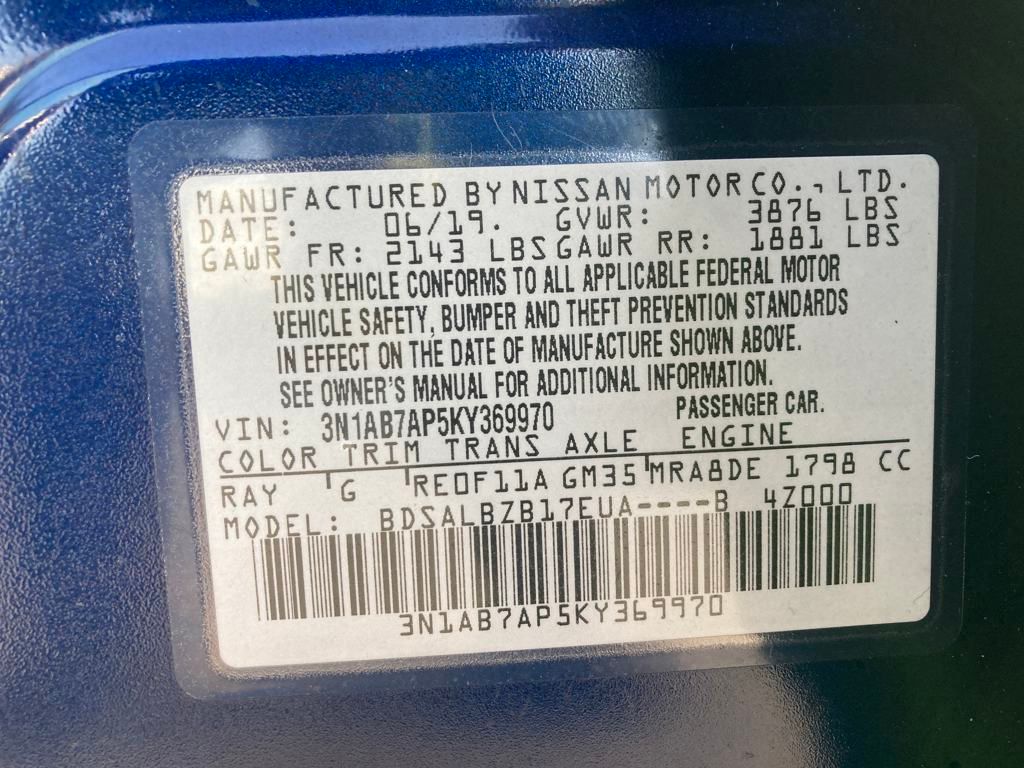 MANUFACTURED BY NISSAN MOTOR CO., LTD.
DATE: 06/19. GVWR: 3876 LBS
GAWR FR: 2143 LBS GAWR RR: 1881 LBS
THIS VEHICLE CONFORMS TO ALL APPLICABLE FEDERAL MOTOR
VEHICLE SAFETY, BUMPER AND THEFT PREVENTION STANDARDS
IN EFFECT ON THE DATE OF MANUFACTURE SHOWN ABOVE.
SEE OWNER'S MANUAL FOR ADDITIONAL INFORMATION.
VIN: 3N1AB7AP5KY369970 PASSENGER CAR.
COLOR TRIM TRANS AXLE ENGINE
RAY G RE0F11A GM35 MRA8DE 1798 CC
MODEL: BDSALBZB17EUA----B 4Z000
3N1AB7AP5KY369970